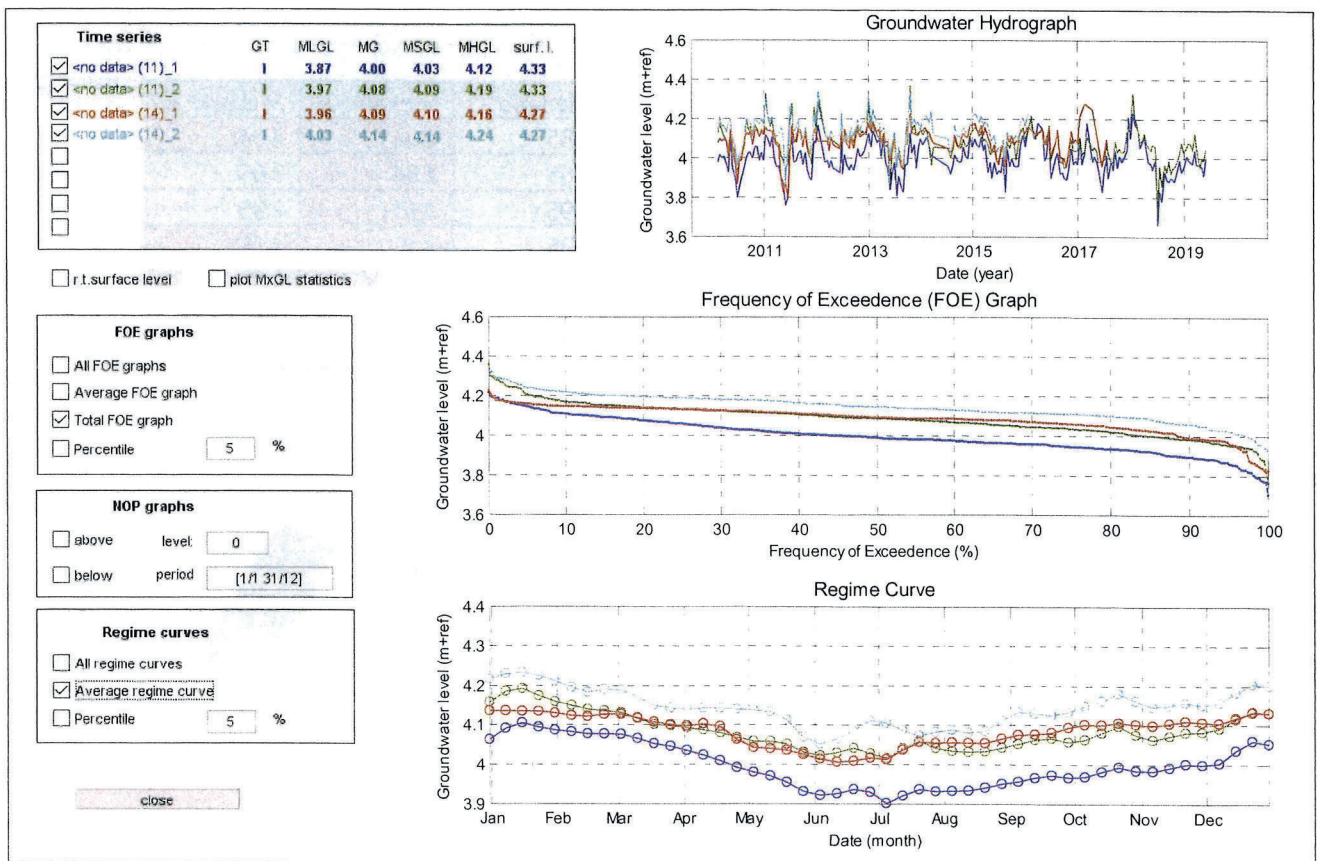 Time series GT MLGL MG MSGL MHGL surf. l.
<no data> (11)_1 I 3.87 4.00 4.03 4.12 4.33
<no data> (11)_2 I 3.97 4.08 4.09 4.19 4.33
<no data> (14)_1 I 3.96 4.09 4.10 4.16 4.27
<no data> (14)_2 I 4.03 4.14 4.14 4.24 4.27
r.t.surface level plot MxGL statistics
FOE graphs
All FOE graphs
Average FOE graph
Total FOE graph
Percentile 5 %
NOP graphs
above level: 0
below period [1/1 31/12]
Regime curves
All regime curves
Average regime curve
Percentile 5 %
close
Groundwater Hydrograph
Groundwater level (m+ref)
4.6
4.4
4.2
4
3.8
3.6
2011 2013 2015 2017 2019
Date (year)
Frequency of Exceedence (FOE) Graph
Groundwater level (m+ref)
4.6
4.4
4.2
4
3.8
3.6
0 10 20 30 40 50 60 70 80 90 100
Frequency of Exceedence (%)
Regime Curve
Groundwater level (m+ref)
4.4
4.3
4.2
4.1
4
3.9
Jan Feb Mar Apr May Jun Jul Aug Sep Oct Nov Dec
Date (month)